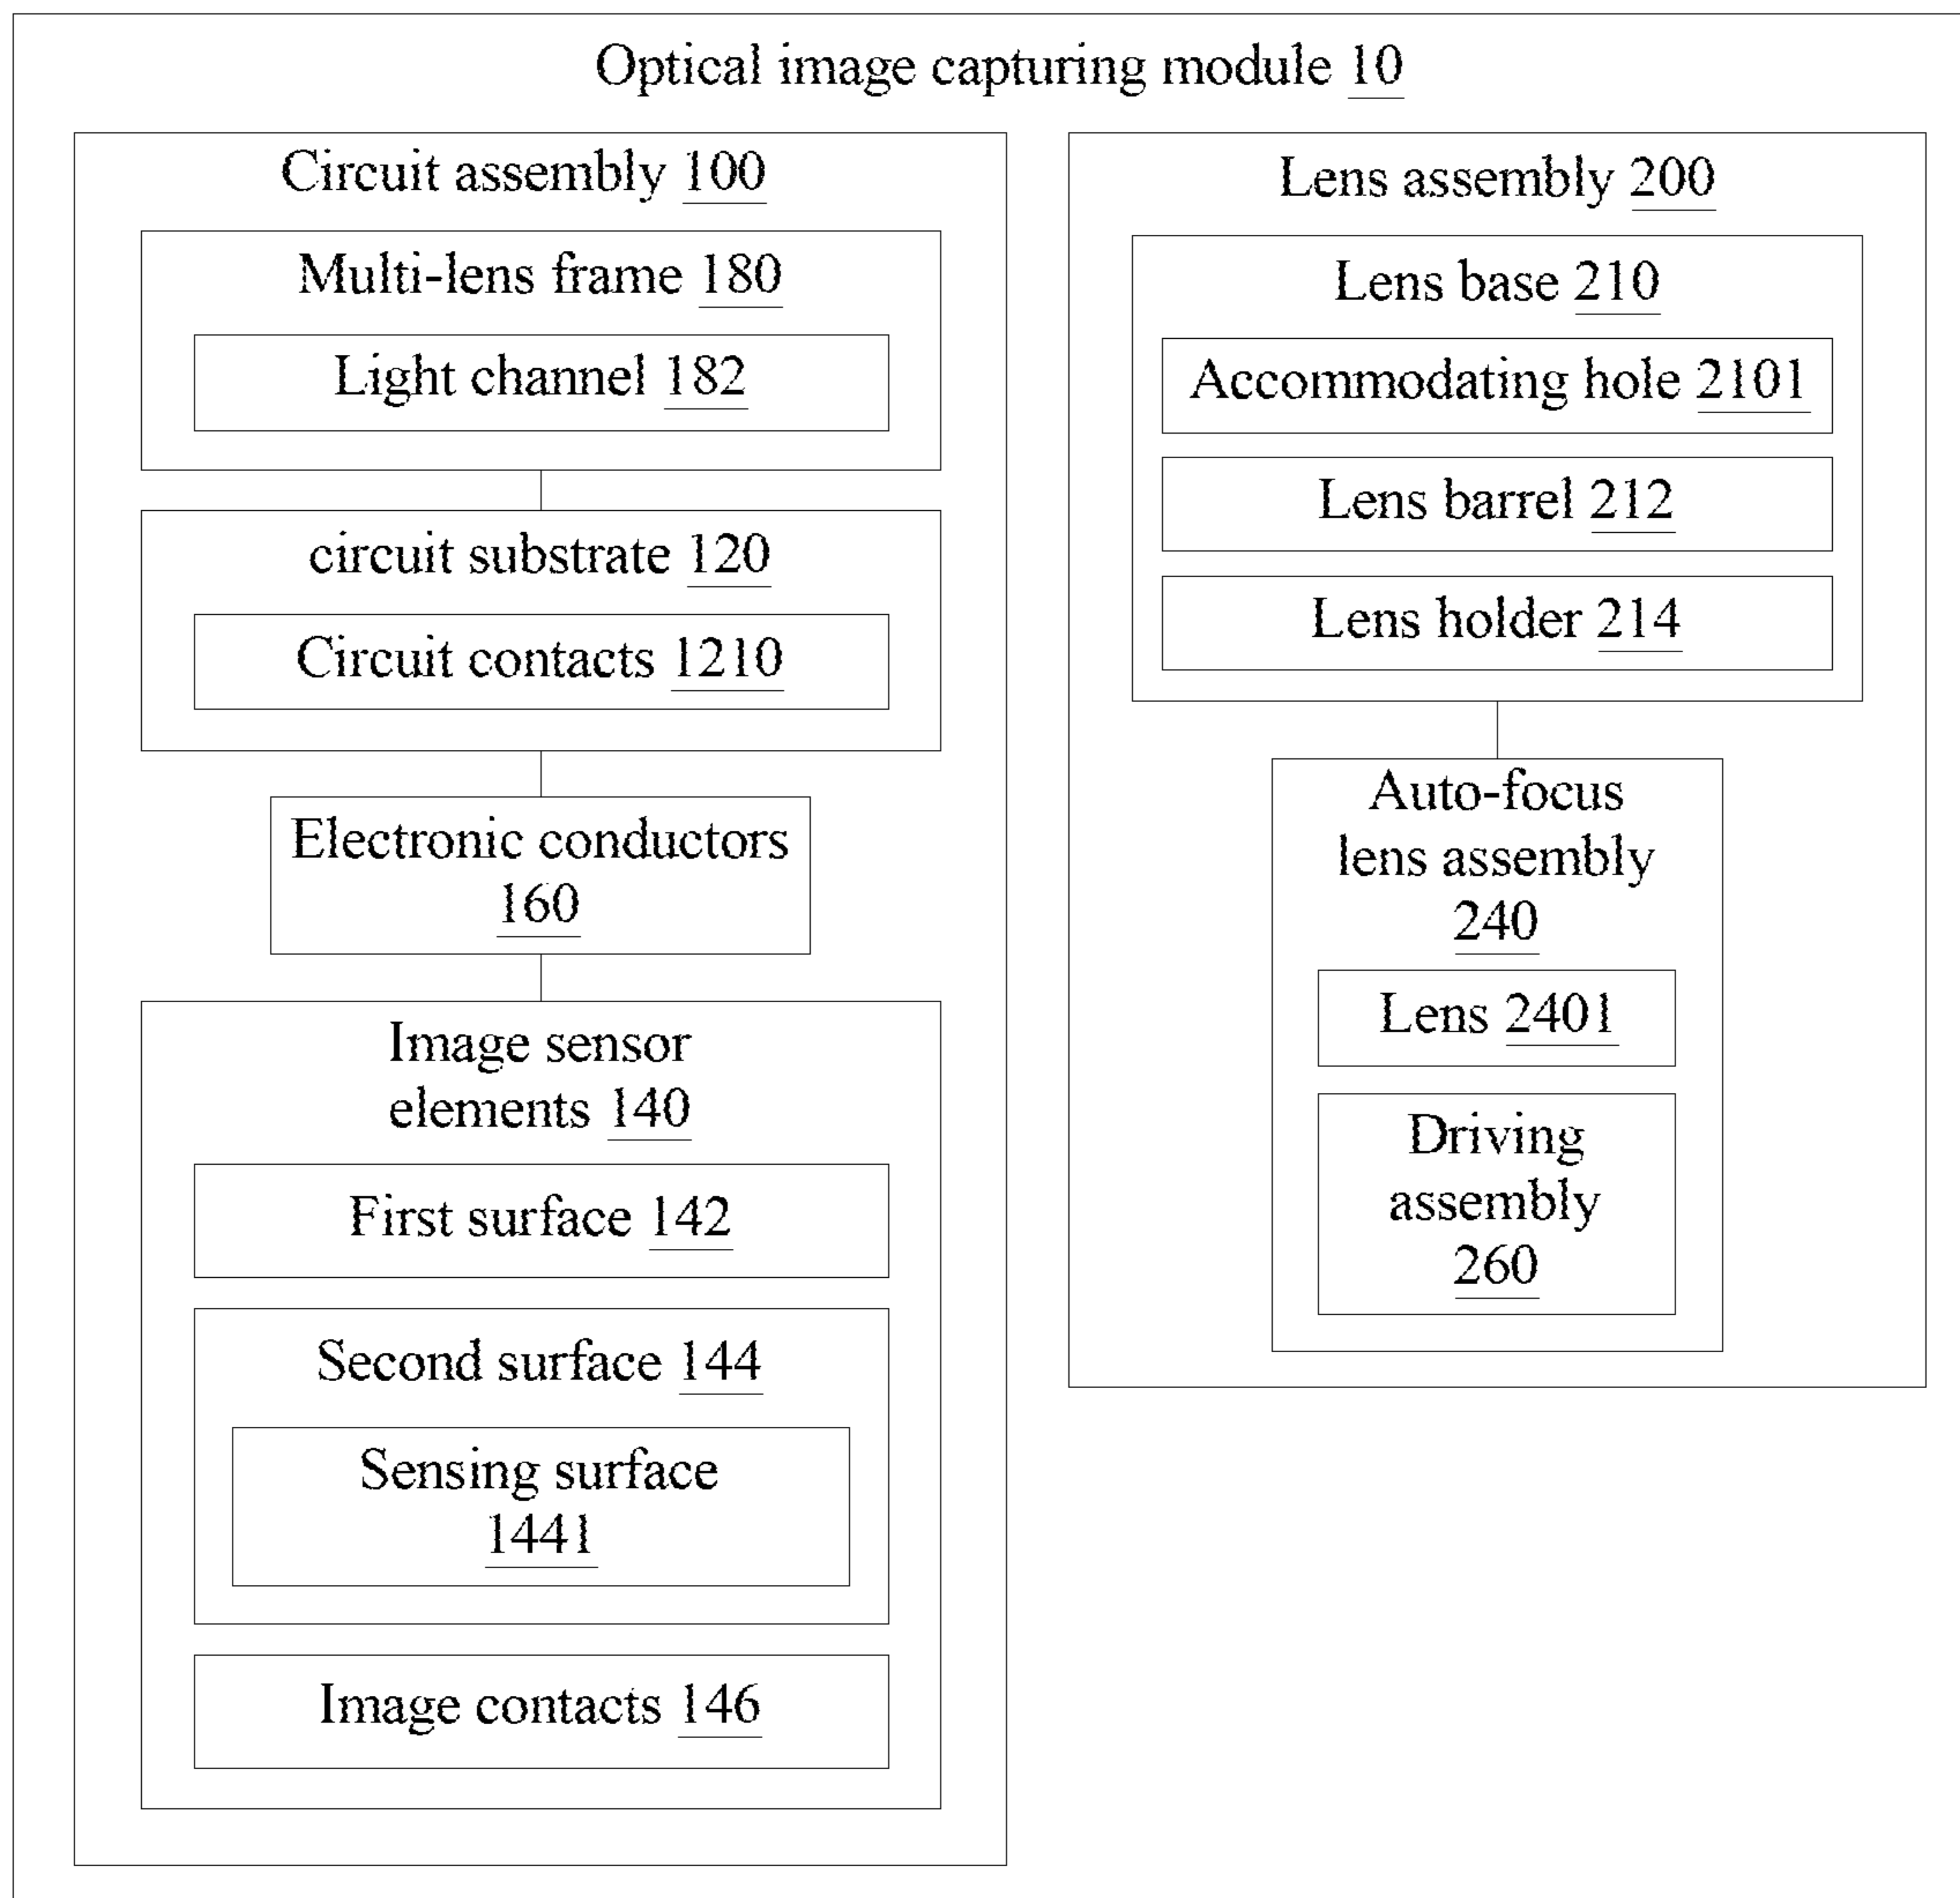 Optical image capturing module 10
Circuit assembly 100
Multi-lens frame 180
Light channel 182
circuit substrate 120
Circuit contacts 1210
Electronic conductors
160
Image sensor
elements 140
First surface 142
Second surface 144
Sensing surface
1441
Image contacts 146
Lens assembly 200
Lens base 210
Accommodating hole 2101
Lens barrel 212
Lens holder 214
Auto-focus
lens assembly
240
Lens 2401
Driving
assembly
260